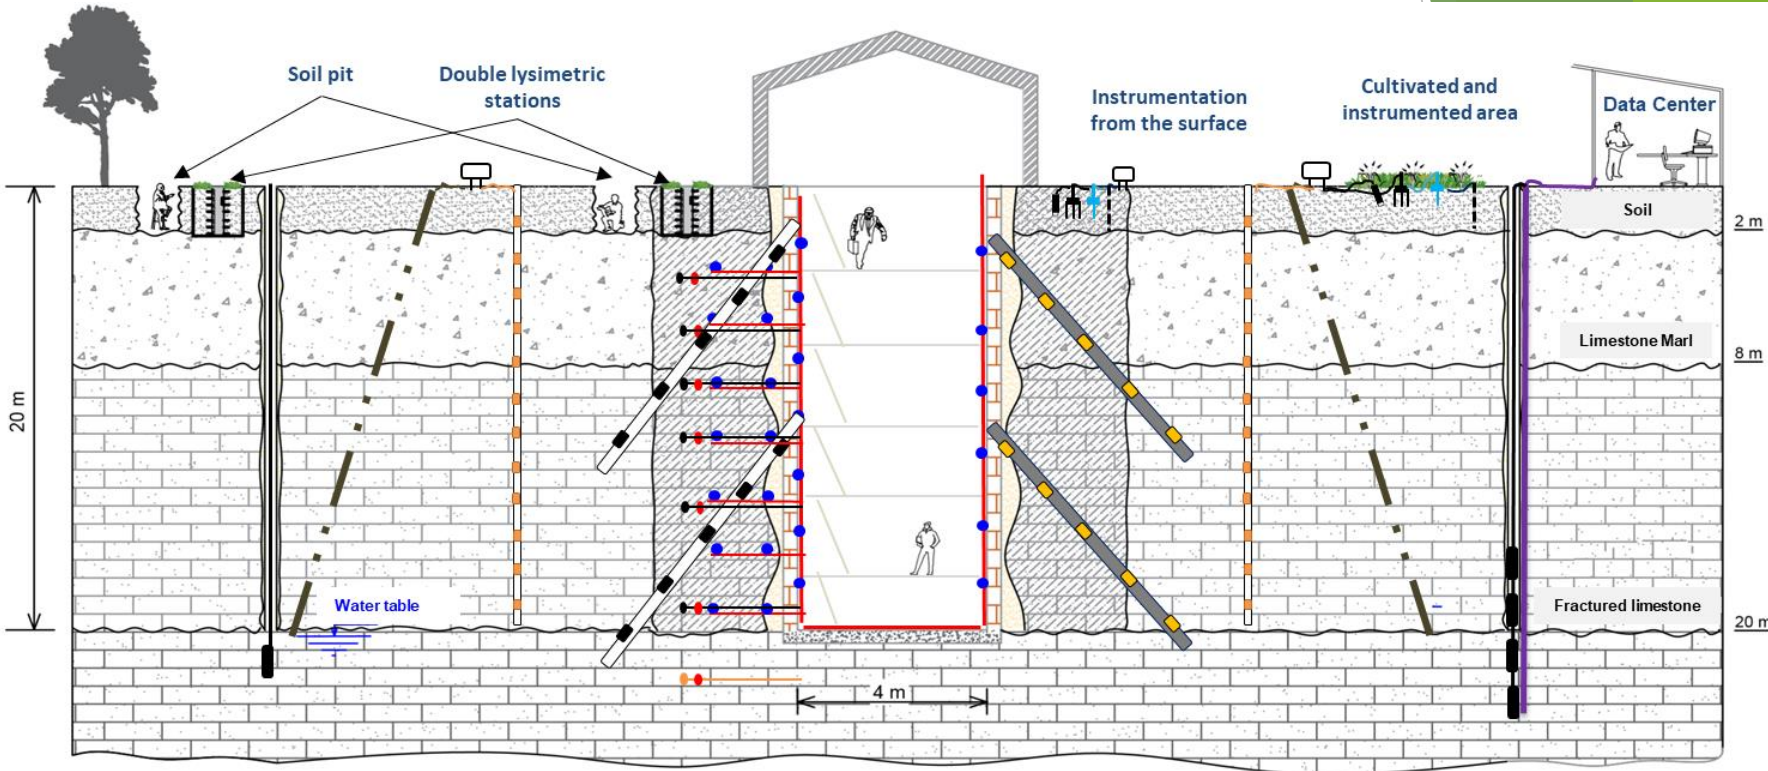 Soil pit
Double lysimetric
stations
Instrumentation
from the surface
Cultivated and
instrumented area
Data Center
Soil
2 m
Limestone Marl
8 m
20 m
Water table
Fractured limestone
20 m
4 m